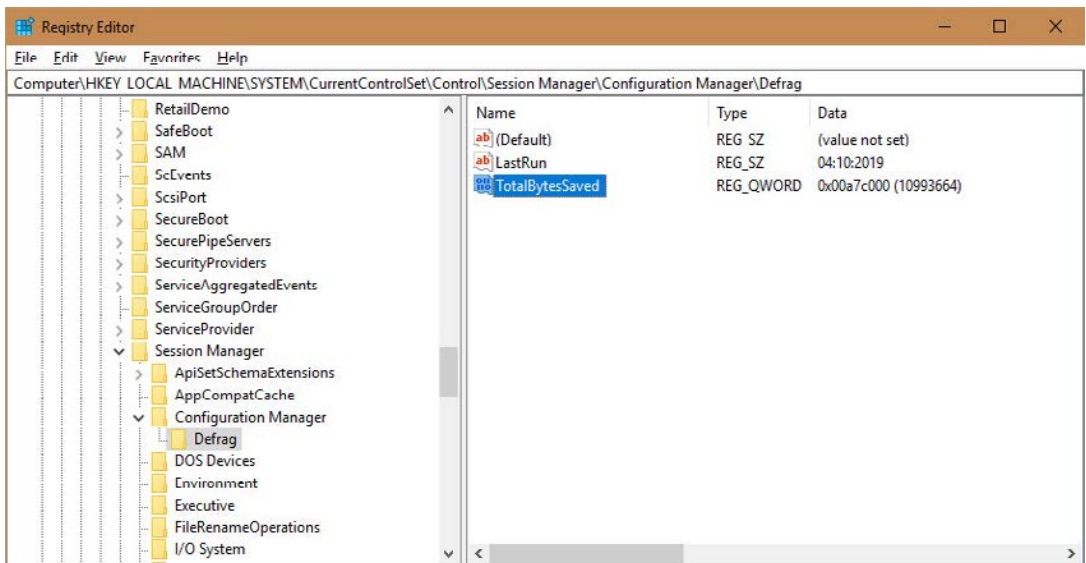 Registry Editor
File Edit View Favorites Help
Computer\HKEY_LOCAL_MACHINE\SYSTEM\CurrentControlSet\Control\Session Manager\Configuration Manager\Defrag
RetailDemo
SafeBoot
SAM
ScEvents
ScsiPort
SecureBoot
SecurePipeServers
SecurityProviders
ServiceAggregatedEvents
ServiceGroupOrder
ServiceProvider
Session Manager
ApiSetSchemaExtensions
AppCompatCache
Configuration Manager
Defrag
DOS Devices
Environment
Executive
FileRenameOperations
I/O System
Name Type Data
(Default) REG_SZ (value not set)
LastRun REG_SZ 04:10:2019
TotalBytesSaved REG_QWORD 0x00a7c000 (10993664)